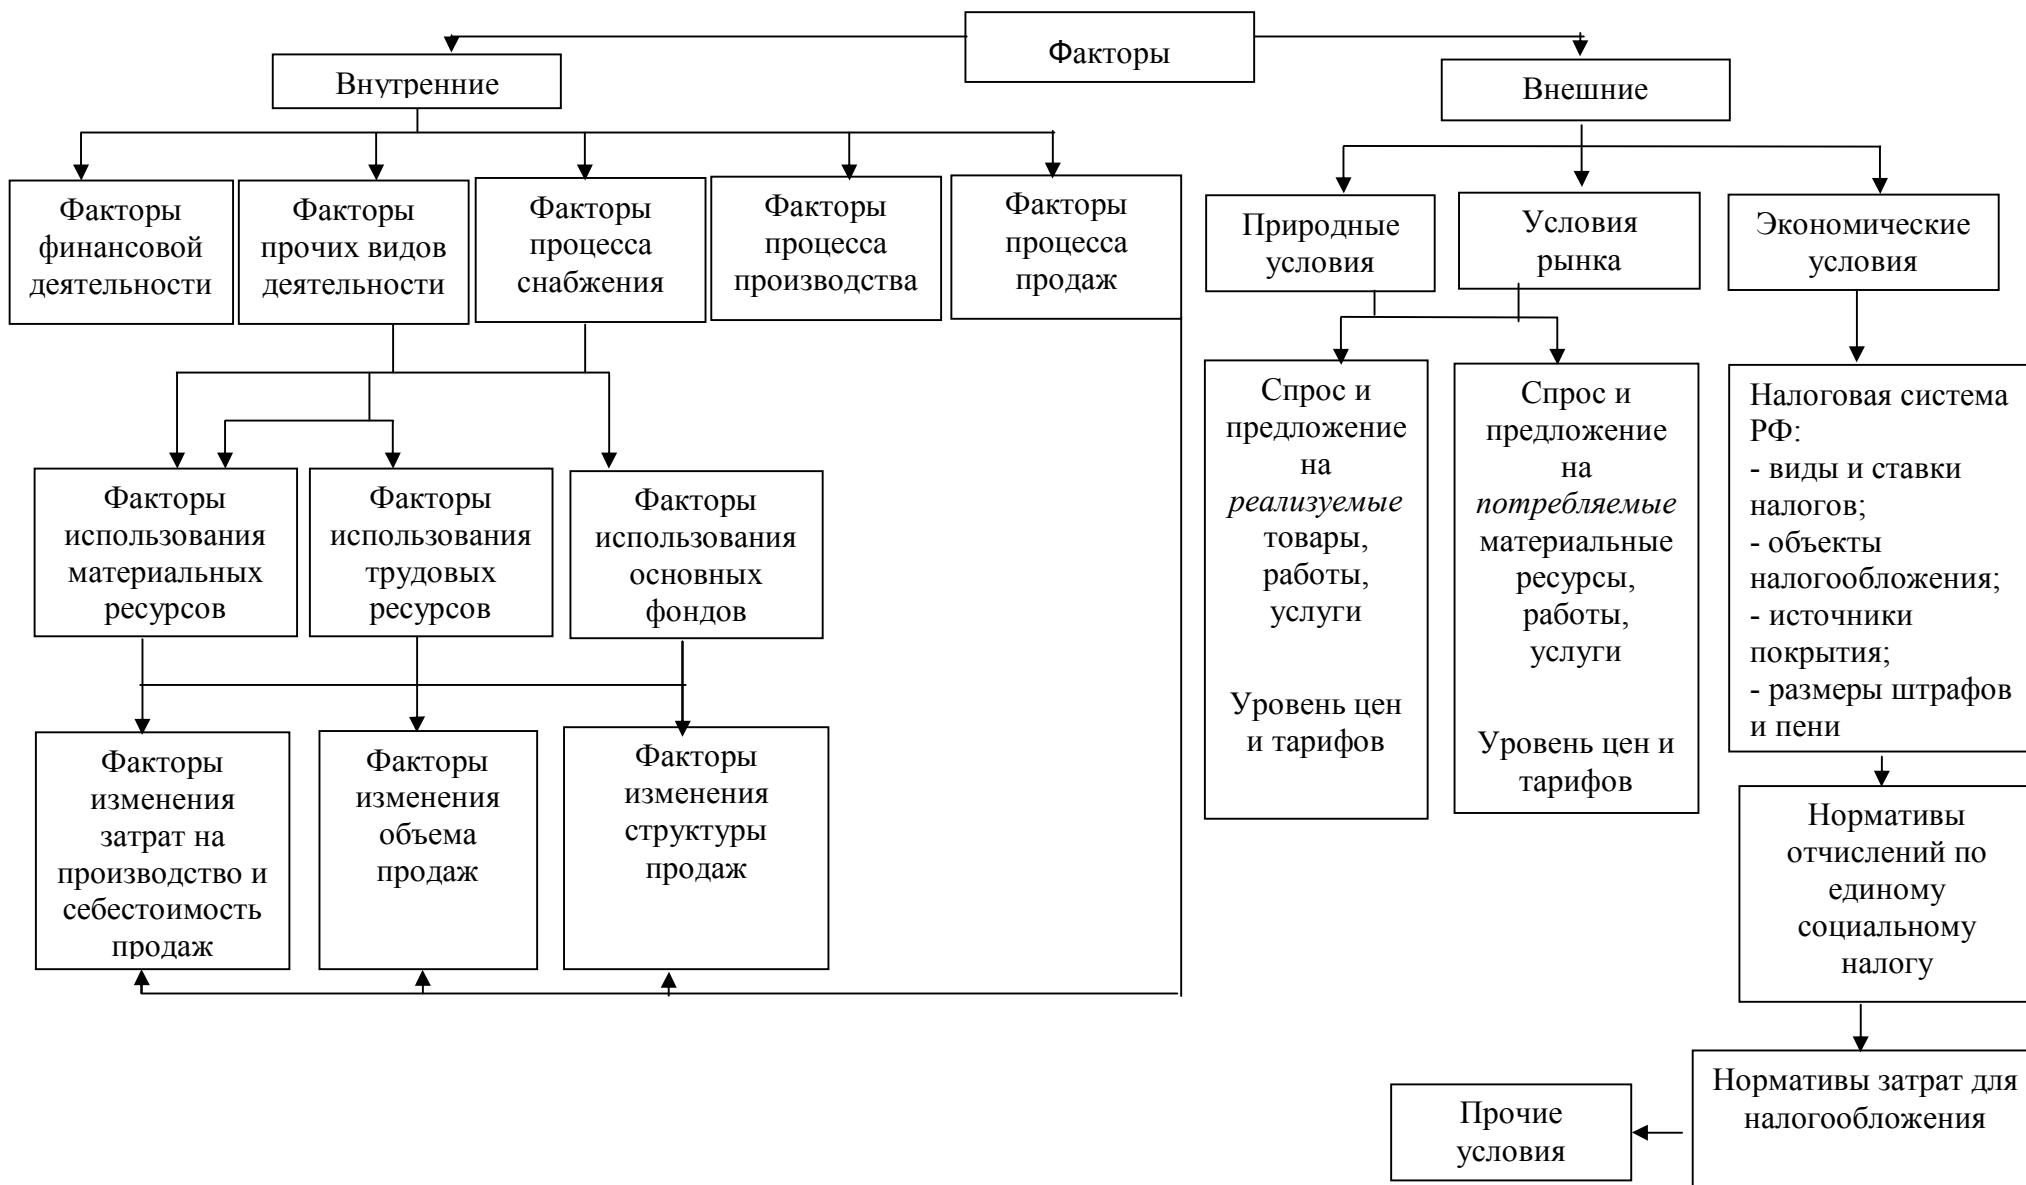 Факторы
Внутренние
Внешние
Факторы
финансовой
деятельности
Факторы
прочих видов
деятельности
Факторы
процесса
снабжения
Факторы
процесса
производства
Факторы
процесса
продаж
Природные
условия
Условия
рынка
Экономические
условия
Факторы
использования
материальных
ресурсов
Факторы
использования
трудовых
ресурсов
Факторы
использования
основных
фондов
Спрос и
предложение
на
реализуемые
товары,
работы,
услуги
Уровень цен
и тарифов
Спрос и
предложение
на
потребляемые
материальные
ресурсы,
работы,
услуги
Уровень цен и
тарифов
Налоговая система
РФ:
- виды и ставки
налогов;
- объекты
налогообложения;
- источники
покрытия;
- размеры штрафов
и пени
Факторы
изменения
затрат на
производство и
себестоимость
продаж
Факторы
изменения
объема
продаж
Факторы
изменения
структуры
продаж
Нормативы
отчислений по
единому
социальному
налогу
Нормативы затрат для
налогообложения
Прочие
условия